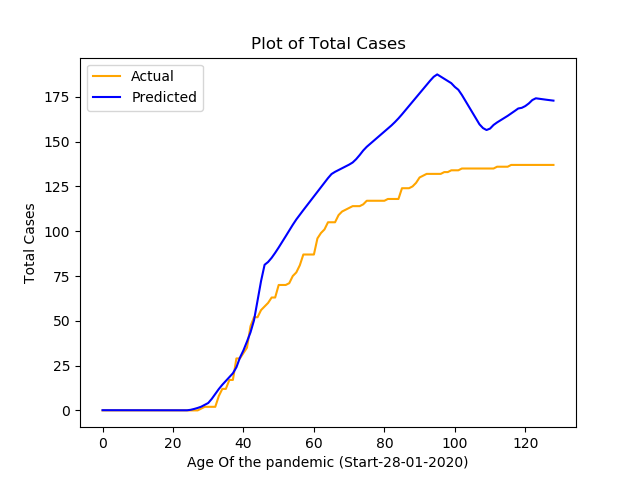 Plot of Total Cases
Actual
Predicted
175
150
125
100
75
50
25
0
Total Cases
0 20 40 60 80 100 120
Age Of the pandemic (Start-28-01-2020)